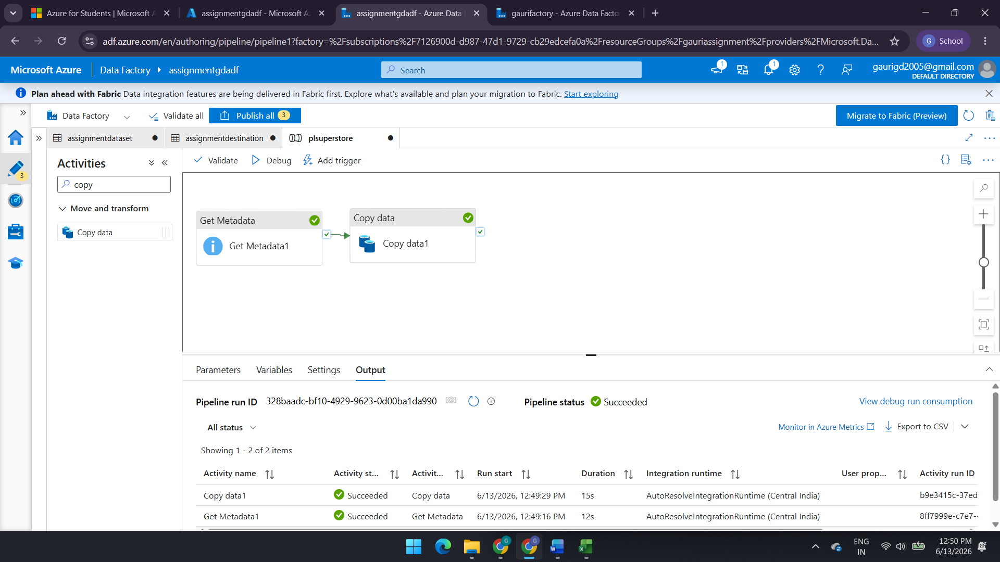 Azure for Students | Microsoft A
assignmentgdadf - Microsoft Az
assignmentgdadf - Azure Data
gaurifactory - Azure Data Facto
adf.azure.com/en/authoring/pipeline/pipeline1?factory=%2Fsubscriptions%2F7126900d-d987-47d1-9729-cb29edcefa0a%2FresourceGroups%2Fgauriassignment%2Fproviders%2FMicrosoft.Da...
G School
Microsoft Azure
Data Factory
assignmentgdadf
Search
1
1
gaurigd2005@gmail.com
DEFAULT DIRECTORY
Plan ahead with Fabric Data integration features are being delivered in Fabric first. Explore what's available and plan your migration to Fabric. Start exploring
Data Factory
Validate all
Publish all 3
Migrate to Fabric (Preview)
assignmentdataset
assignmentdestination
plsuperstore
3
Activities
copy
Move and transform
Copy data
Validate
Debug
Add trigger
Get Metadata
Get Metadata1
Copy data
Copy data1
Parameters
Variables
Settings
Output
Pipeline run ID 328baadc-bf10-4929-9623-0d00ba1da990
[@]
Pipeline status Succeeded
View debug run consumption
All status
Monitor in Azure Metrics
Export to CSV
Showing 1 - 2 of 2 items
Activity name Activity st... Activit... Run start Duration Integration runtime User prop... Activity run ID
Copy data1 Succeeded Copy data 6/13/2026, 12:49:29 PM 15s AutoResolveIntegrationRuntime (Central India) b9e3415c-37ed
Get Metadata1 Succeeded Get Metadata 6/13/2026, 12:49:16 PM 12s AutoResolveIntegrationRuntime (Central India) 8ff7999e-c7e7-
G
G
ENG
IN
12:50 PM
6/13/2026